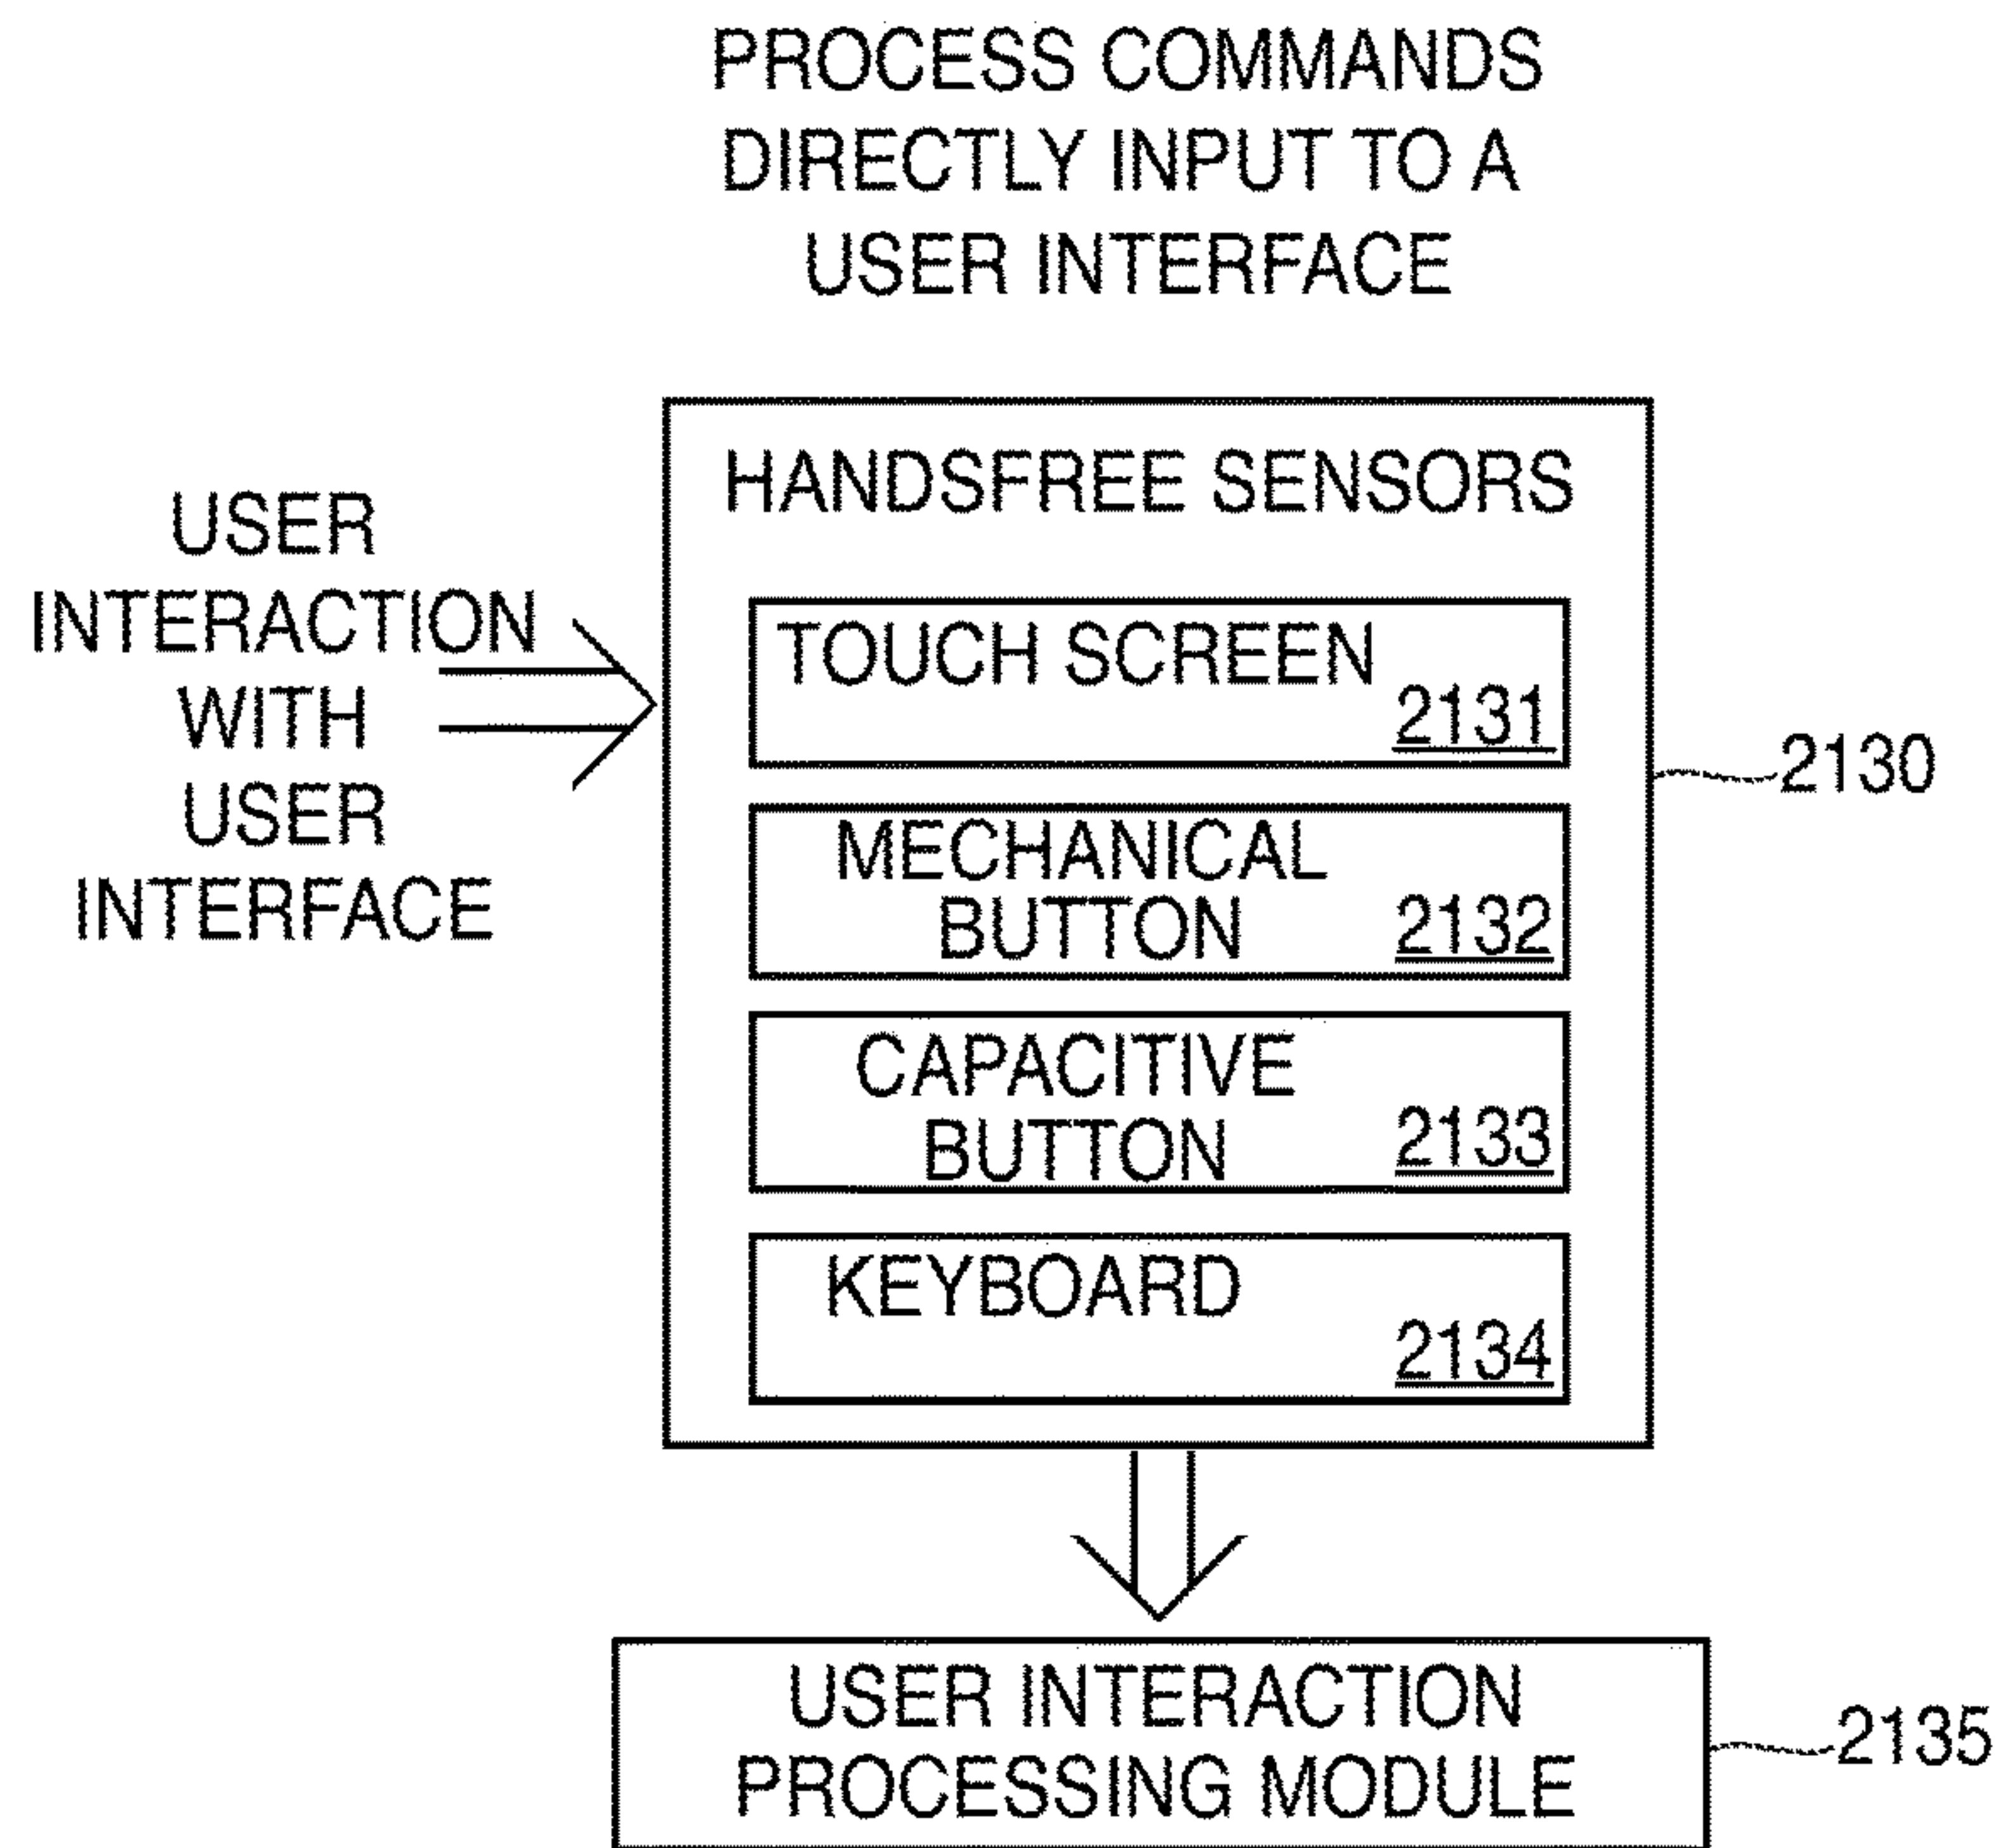 PROCESS COMMANDS
DIRECTLY INPUT TO A
USER INTERFACE
USER
INTERACTION
WITH
USER
INTERFACE
HANDSFREE SENSORS
TOUCH SCREEN
2131
MECHANICAL
BUTTON 2132
CAPACITIVE
BUTTON 2133
KEYBOARD
2134
2130
USER INTERACTION
PROCESSING MODULE
2135